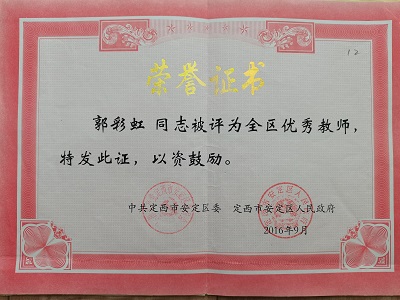 12
荣誉证书
郭彩虹 同志被评为全区优秀教师,
特发此证,以资鼓励。
中共定西市安定区委 定西市安定区人民政府
2016年9月